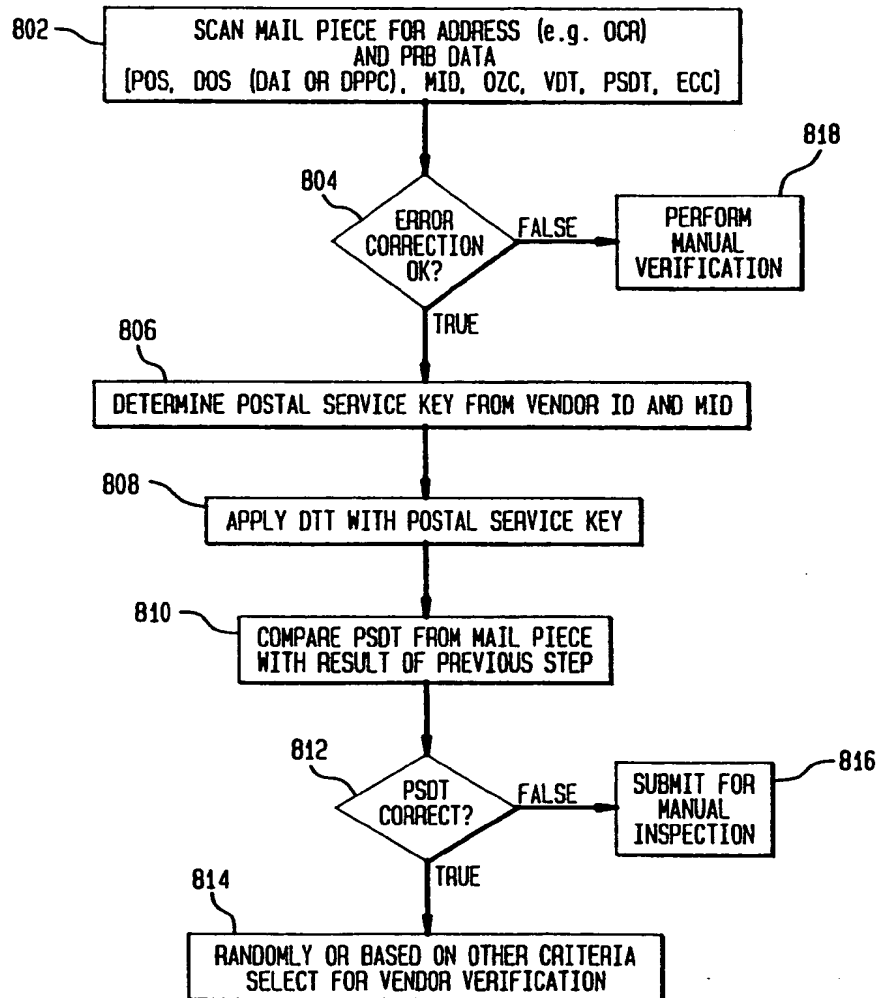 802
SCAN MAIL PIECE FOR ADDRESS (e.g. OCR)
AND PRB DATA
[POS, DOS (DAI OR DPPC), MID, OZC, VDT, PSDT, ECC]
818
804
ERROR
CORRECTION
OK?
FALSE
PERFORM
MANUAL
VERIFICATION
TRUE
806
DETERMINE POSTAL SERVICE KEY FROM VENDOR ID AND MID
808
APPLY DTT WITH POSTAL SERVICE KEY
810
COMPARE PSDT FROM MAIL PIECE
WITH RESULT OF PREVIOUS STEP
812
PSDT
CORRECT?
FALSE
816
SUBMIT FOR
MANUAL
INSPECTION
TRUE
814
RANDOMLY OR BASED ON OTHER CRITERIA
SELECT FOR VENDOR VERIFICATION